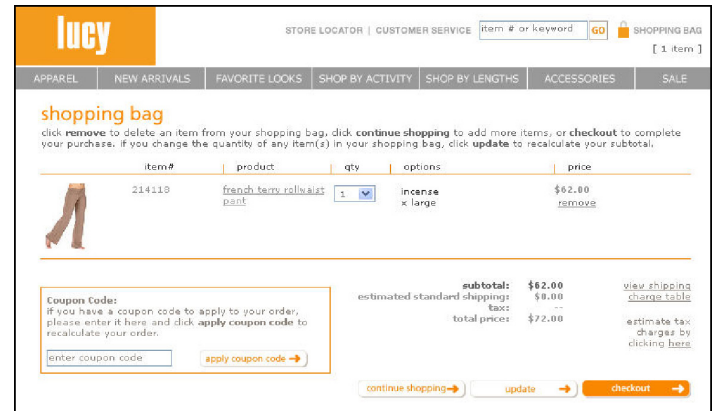 lucy
STORE LOCATOR | CUSTOMER SERVICE item # or keyword GO SHOPPING BAG
[ 1 item ]
APPAREL NEW ARRIVALS FAVORITE LOOKS SHOP BY ACTIVITY SHOP BY LENGTHS ACCESSORIES SALE
shopping bag
click remove to delete an item from your shopping bag, click continue shopping to add more items, or checkout to complete
your purchase. if you change the quantity of any item(s) in your shopping bag, click update to recalculate your subtotal.
item# | product | qty | options | price
214118 french terry rollwaist 1 incense $62.00
pant x large remove
subtotal: $62.00 view shipping
Coupon Code: estimated standard shipping: charge table
if you have a coupon code to apply to your order, tax: --
please enter it here and click apply coupon code to total price: $72.00 estimate tax
recalculate your order. charges by
clicking here
enter coupon code apply coupon code
continue shopping update checkout